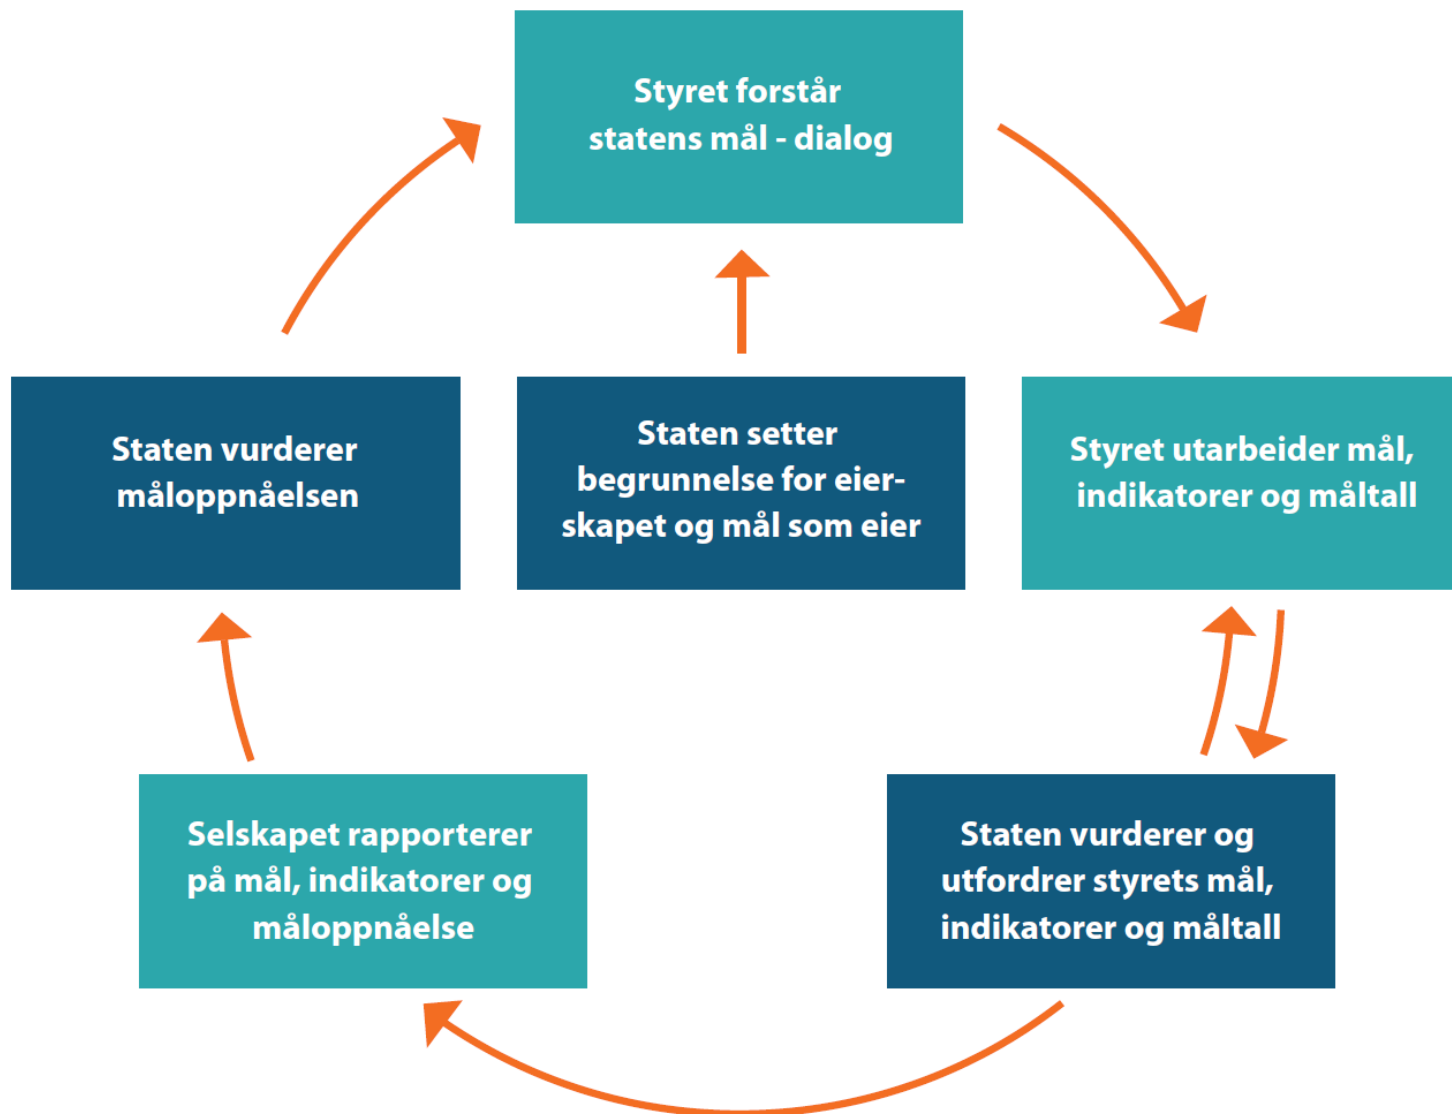 Styret forstår
statens mål - dialog
Staten vurderer
måloppnåelsen
Staten setter
begrunnelse for eier-
skapet og mål som eier
Styret utarbeider mål,
indikatorer og måltall
Selskapet rapporterer
på mål, indikatorer og
måloppnåelse
Staten vurderer og
utfordrer styrets mål,
indikatorer og måltall